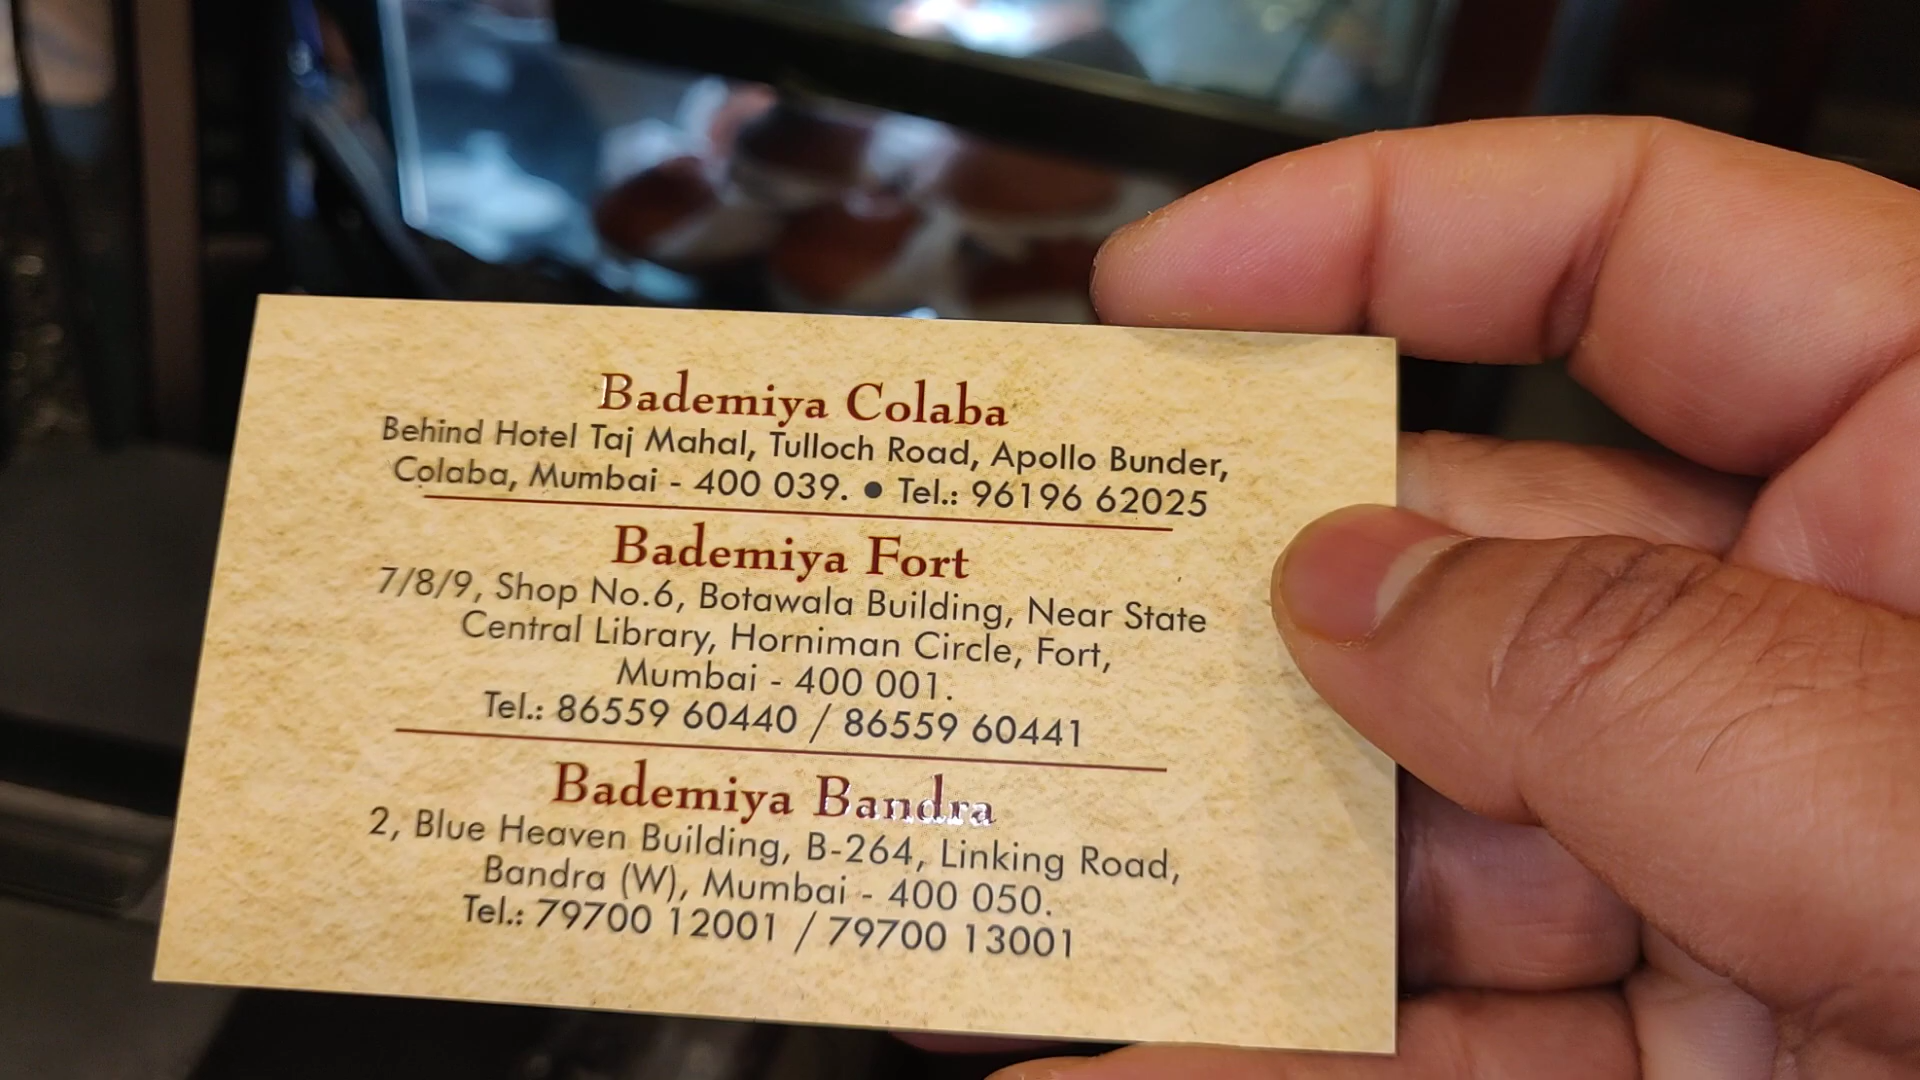 Bademiya Colaba
Behind Hotel Taj Mahal, Tulloch Road, Apollo Bunder,
Colaba, Mumbai - 400 039. ● Tel.: 96196 62025
Bademiya Fort
7/8/9, Shop No.6, Botawala Building, Near State
Central Library, Horniman Circle, Fort,
Mumbai - 400 001.
Tel.: 86559 60440 / 86559 60441
Bademiya Bandra
2, Blue Heaven Building, B-264, Linking Road,
Bandra (W), Mumbai - 400 050.
Tel.: 79700 12001 / 79700 13001